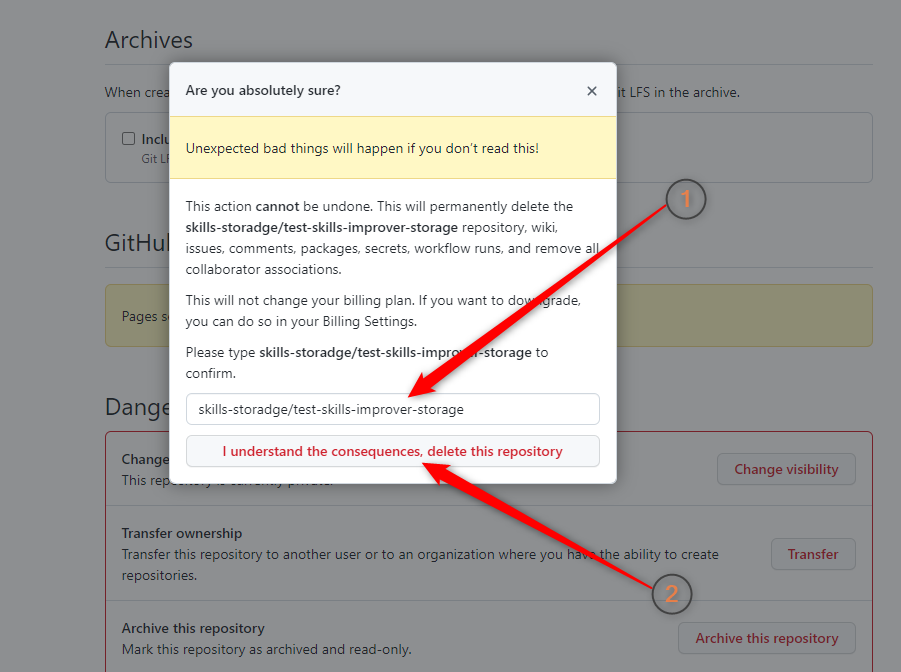 Archives
Are you absolutely sure?
When crea
it LFS in the archive.
Inclu
Git LF
Unexpected bad things will happen if you don't read this!
1
This action cannot be undone. This will permanently delete the
skills-storadge/test-skills-improver-storage repository, wiki,
issues, comments, packages, secrets, workflow runs, and remove all
collaborator associations.
GitHu
This will not change your billing plan. If you want to downgrade,
you can do so in your Billing Settings.
Pages s
Please type skills-storadge/test-skills-improver-storage to
confirm.
Dange
skills-storadge/test-skills-improver-storage
I understand the consequences, delete this repository
Change
This repository is currently private.
Change visibility
Transfer ownership
Transfer this repository to another user or to an organization where you have the ability to create
repositories.
Transfer
2
Archive this repository
Mark this repository as archived and read-only.
Archive this repository